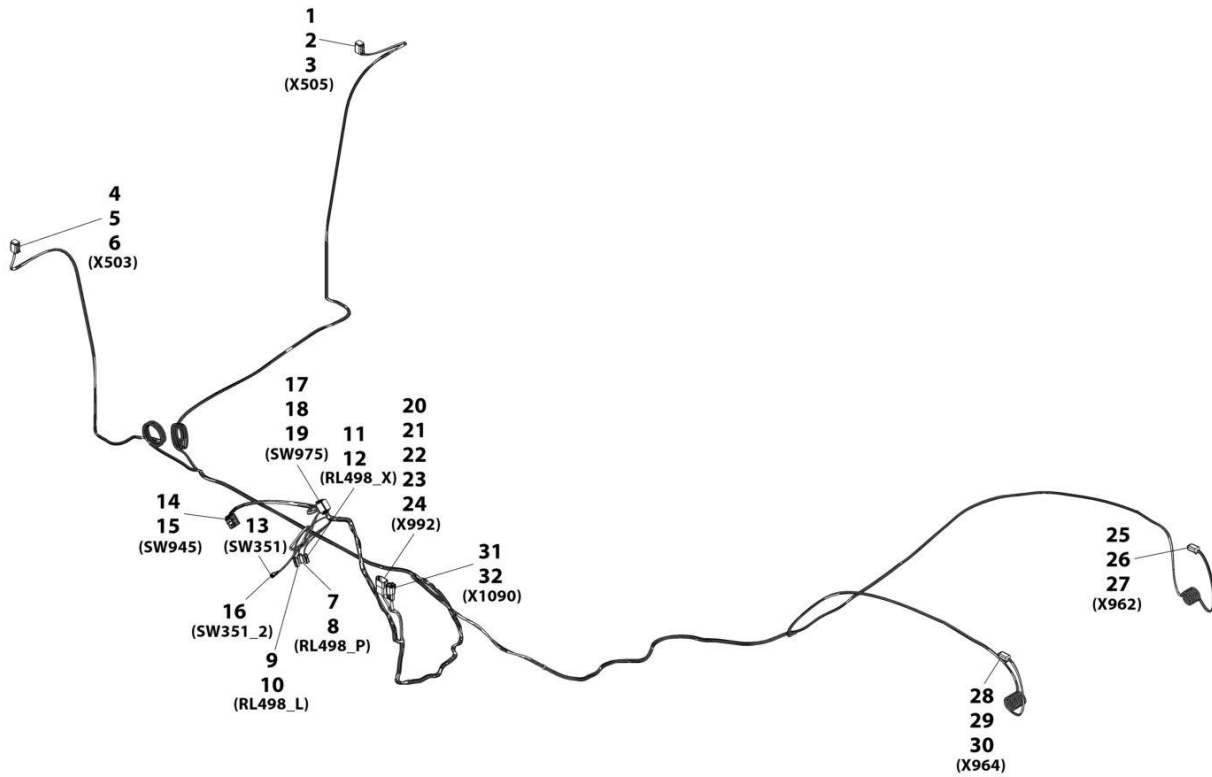 1
2
3
(X505)
4
5
6
(X503)
17
18
19
(SW975)
11
12
(RL498_X)
20
21
22
23
24
(X992)
14
15
(SW945)
13
(SW351)
16
(SW351_2)
7
8
(RL498_P)
9
10
(RL498_L)
31
32
(X1090)
25
26
27
(X962)
28
29
30
(X964)